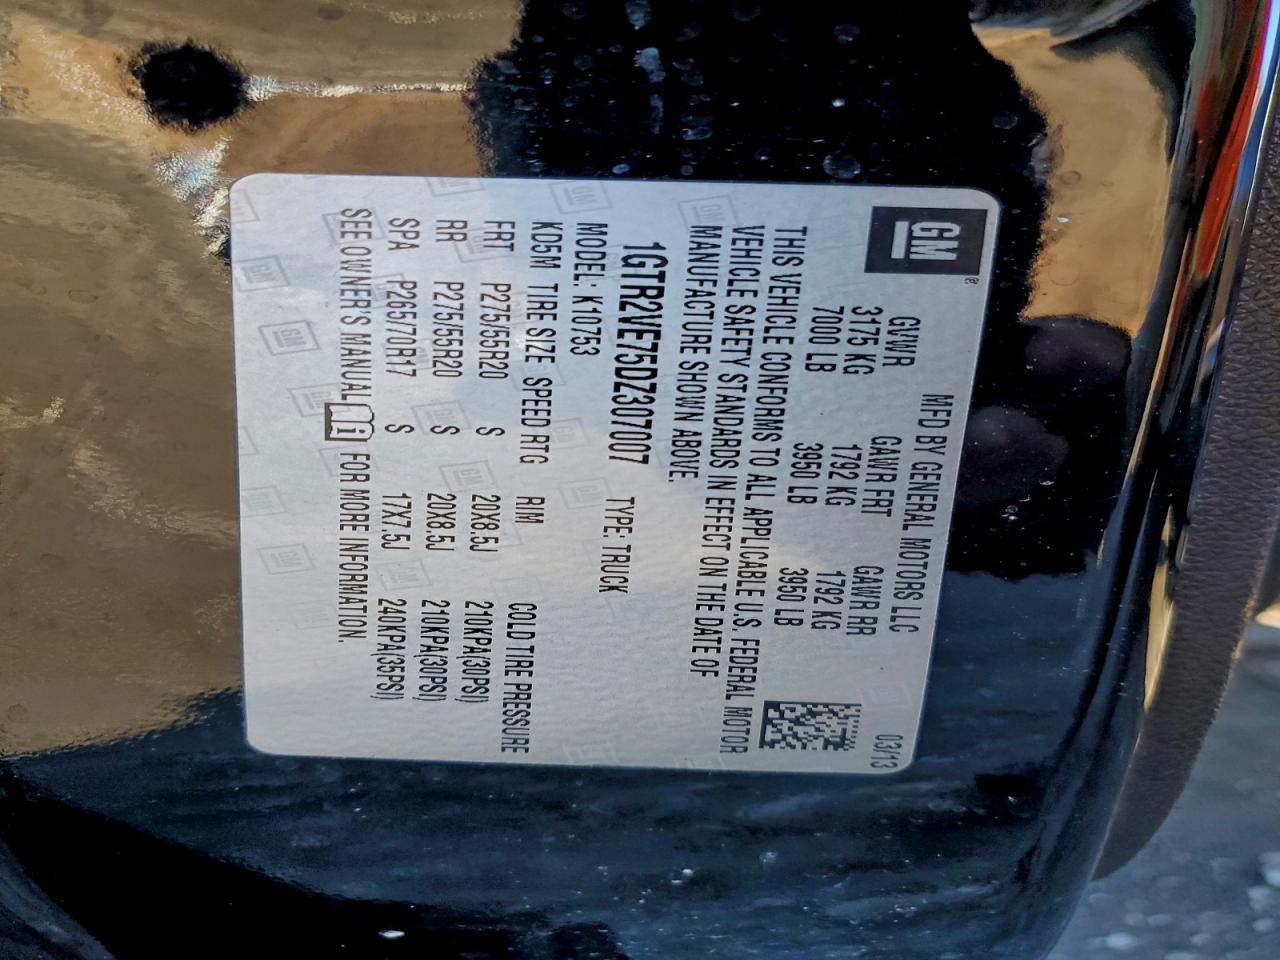 GM®
MFD BY GENERAL MOTORS LLC 03/13
GVWR GAWR FRT GAWR RR
3175 KG 1792 KG 1792 KG
7000 LB 3950 LB 3950 LB
THIS VEHICLE CONFORMS TO ALL APPLICABLE U.S. FEDERAL MOTOR
VEHICLE SAFETY STANDARDS IN EFFECT ON THE DATE OF
MANUFACTURE SHOWN ABOVE.
1GTR2VE75DZ307007 TYPE: TRUCK
MODEL: K10753
KD5M TIRE SIZE SPEED RTG RIM COLD TIRE PRESSURE
FRT P275/55R20 S 20X8.5J 210KPA(30PSI)
RR P275/55R20 S 20X8.5J 210KPA(30PSI)
SPA P265/70R17 S 17X7.5J 240KPA(35PSI)
SEE OWNER'S MANUAL i FOR MORE INFORMATION.